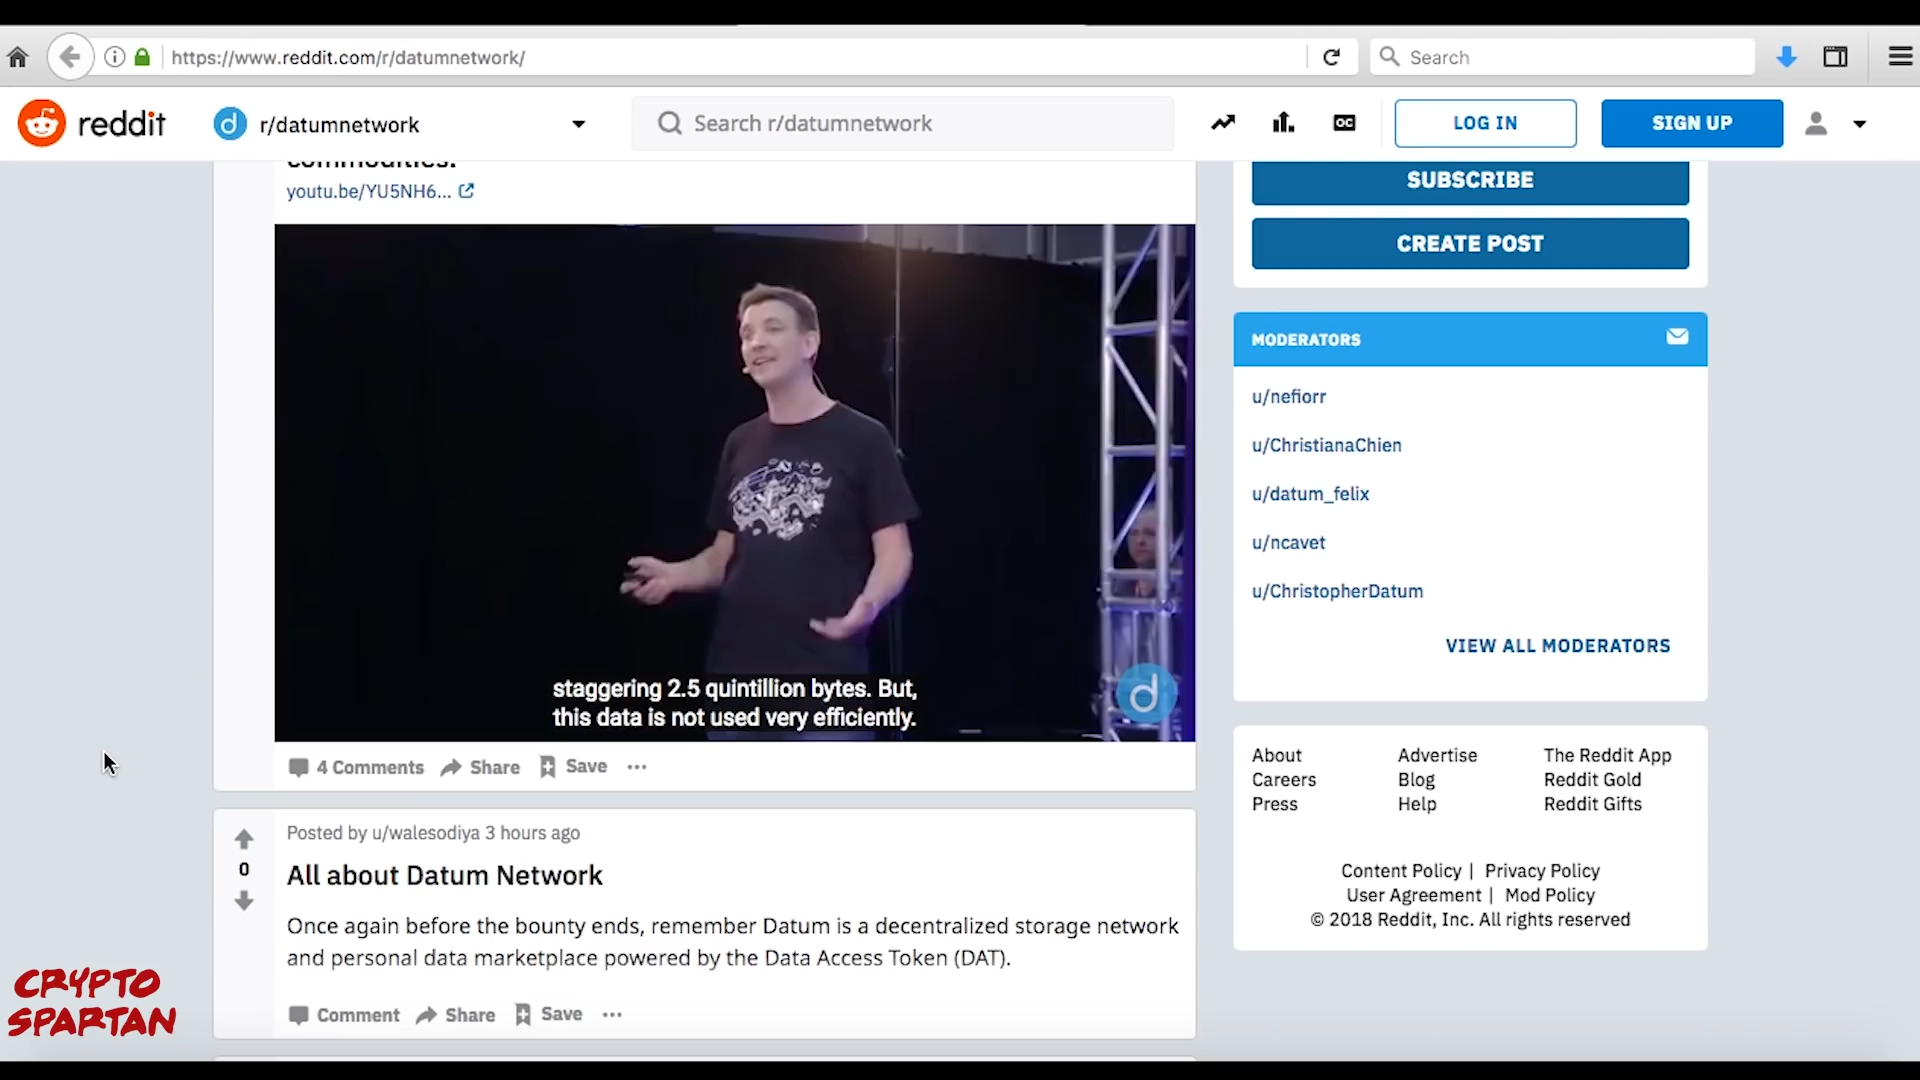 https://www.reddit.com/r/datumnetwork/
Search
reddit
r/datumnetwork
Search r/datumnetwork
OC
LOG IN
SIGN UP
commodities.
youtu.be/YU5NH6...
staggering 2.5 quintillion bytes. But,
this data is not used very efficiently.
d
4 Comments
Share
Save
Posted by u/walesodiya 3 hours ago
0
All about Datum Network
Once again before the bounty ends, remember Datum is a decentralized storage network
and personal data marketplace powered by the Data Access Token (DAT).
Comment
Share
Save
SUBSCRIBE
CREATE POST
MODERATORS
u/nefiorr
u/ChristianaChien
u/datum_felix
u/ncavet
u/ChristopherDatum
VIEW ALL MODERATORS
About
Advertise
The Reddit App
Careers
Blog
Reddit Gold
Press
Help
Reddit Gifts
Content Policy | Privacy Policy
User Agreement | Mod Policy
© 2018 Reddit, Inc. All rights reserved
CRYPTO
SPARTAN